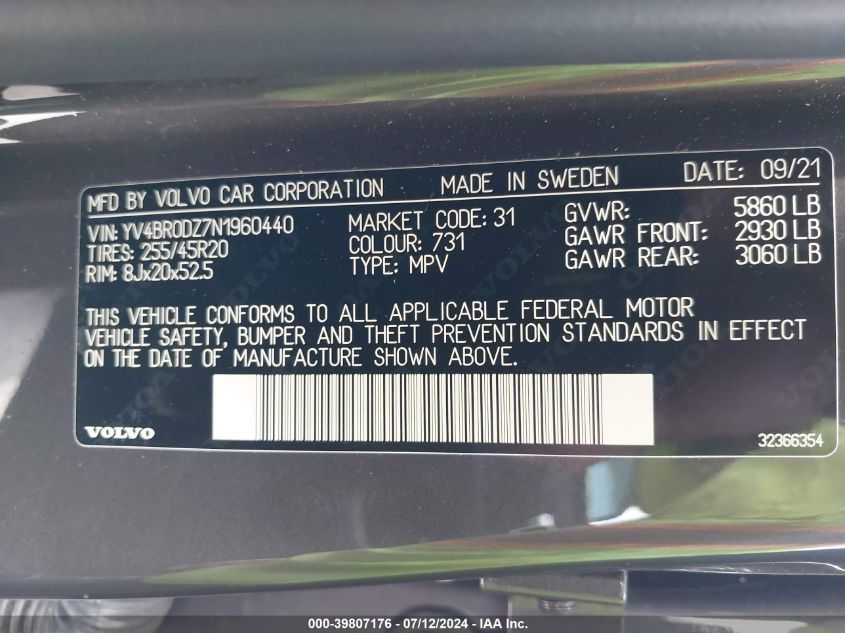 MFD BY VOLVO CAR CORPORATION MADE IN SWEDEN DATE: 09/21
VIN: YV4BR0DZ7N1960440 MARKET CODE: 31 GVWR: 5860 LB
TIRES: 255/45R20 COLOUR: 731 GAWR FRONT: 2930 LB
RIM: 8Jx20x52.5 TYPE: MPV GAWR REAR: 3060 LB
THIS VEHICLE CONFORMS TO ALL APPLICABLE FEDERAL MOTOR
VEHICLE SAFETY, BUMPER AND THEFT PREVENTION STANDARDS IN EFFECT
ON THE DATE OF MANUFACTURE SHOWN ABOVE.
VOLVO 32366354
000-39807176 - 07/12/2024 - IAA Inc.